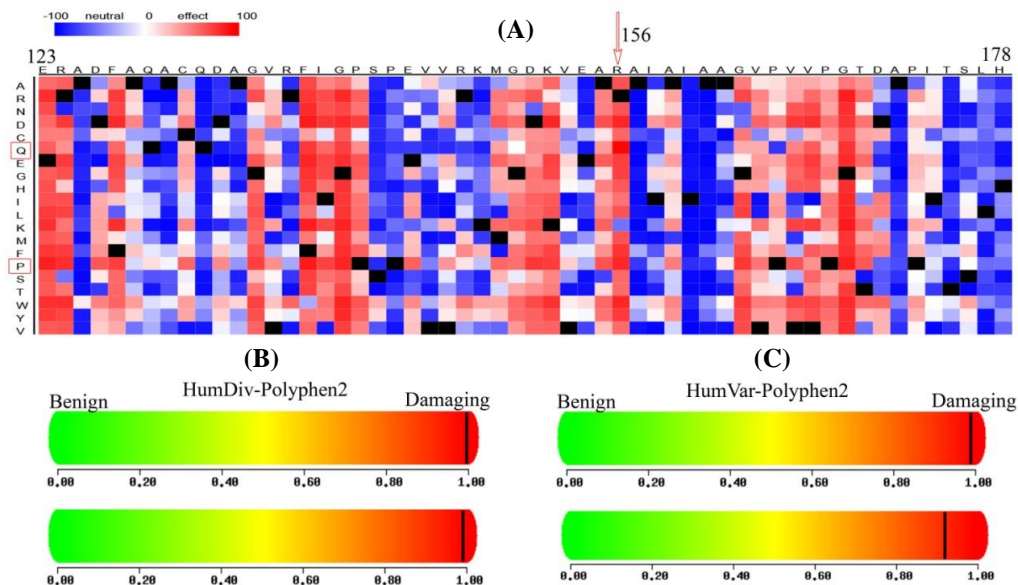 -100 neutral 0 effect 100
(A)
156
123
178
E R A D F A Q A C Q D A G V R F I G P S P E V V R K M G D K V E A R A I A I A A G V P V V P G T D A P I T S L H
A
R
N
D
C
Q
E
G
H
I
L
K
M
F
P
S
T
W
Y
V
(B)
HumDiv-Polyphen2
Benign
Damaging
0.00 0.20 0.40 0.60 0.80 1.00
0.00 0.20 0.40 0.60 0.80 1.00
(C)
HumVar-Polyphen2
Benign
Damaging
0.00 0.20 0.40 0.60 0.80 1.00
0.00 0.20 0.40 0.60 0.80 1.00